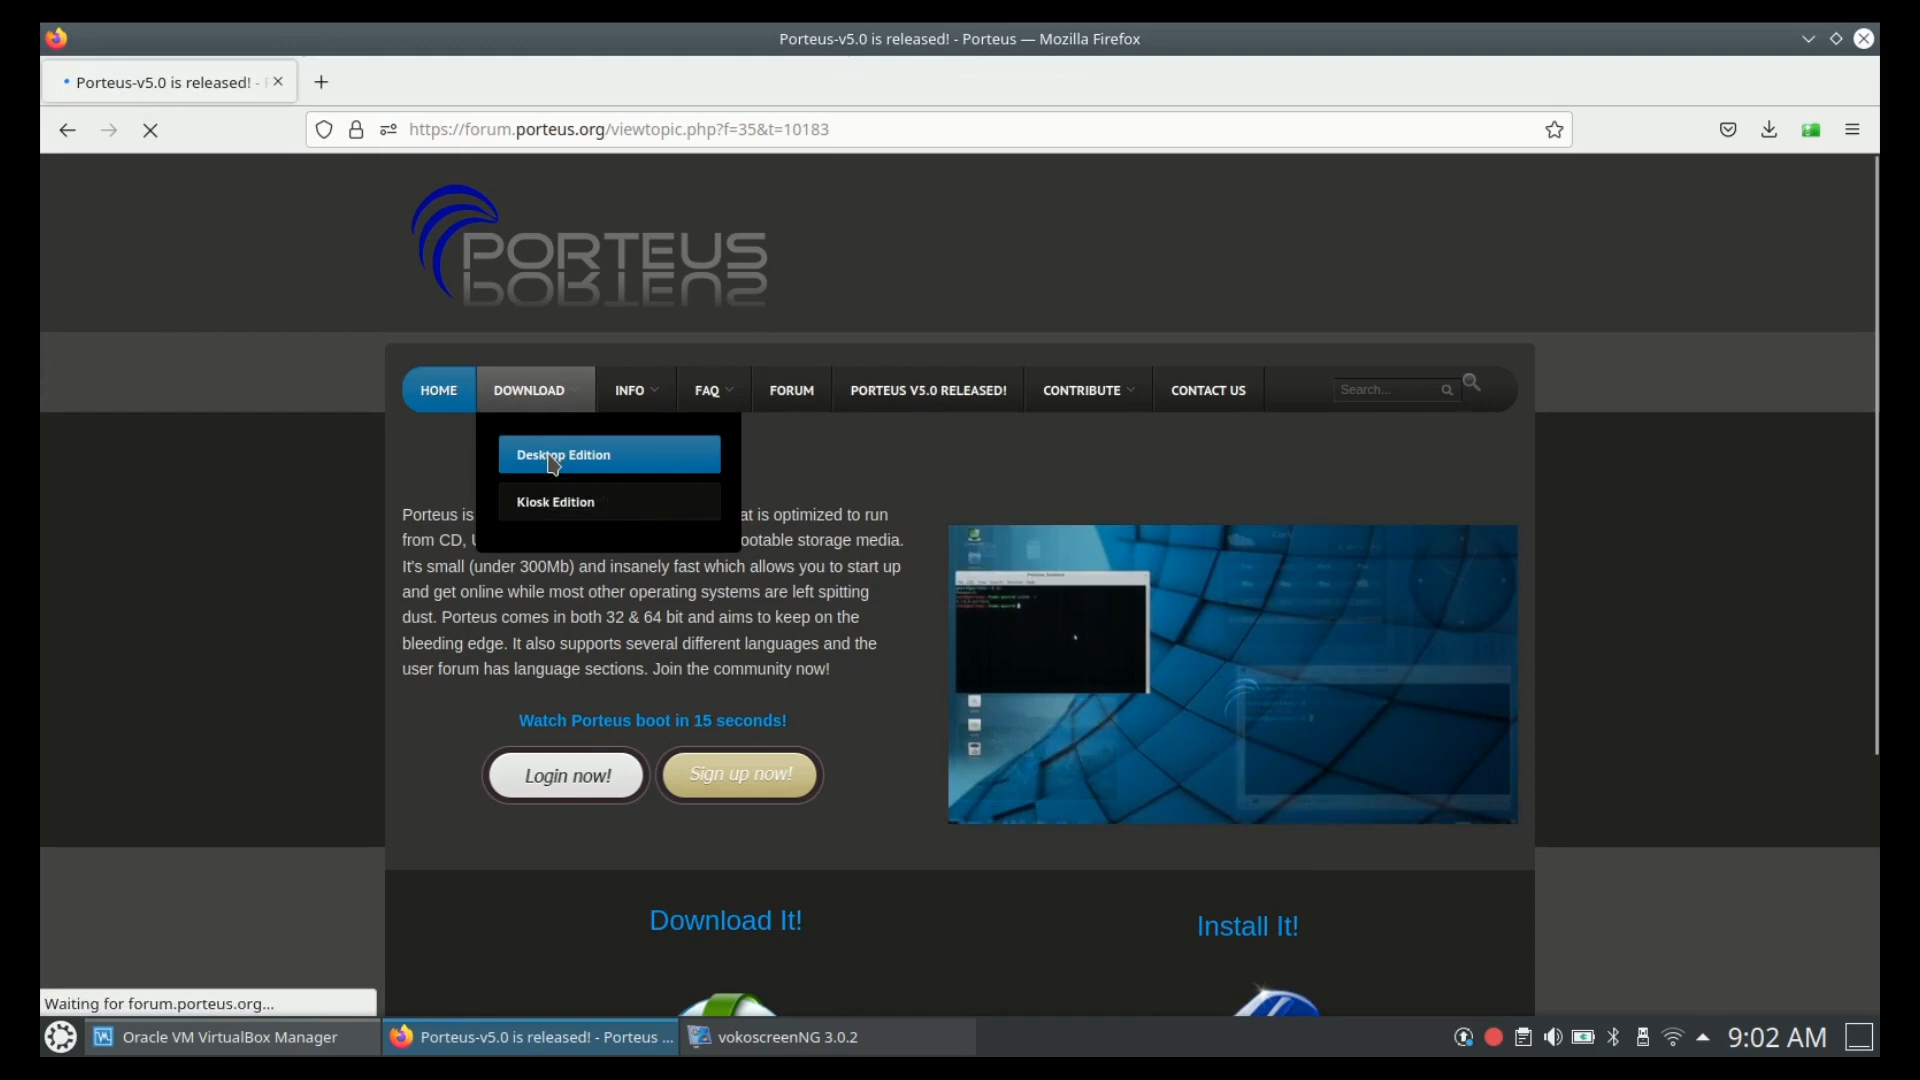 Porteus-v5.0 is released! - Porteus — Mozilla Firefox
Porteus-v5.0 is released! -
https://forum.porteus.org/viewtopic.php?f=35&t=10183
PORTEUS
HOME
DOWNLOAD
INFO
FAQ
FORUM
PORTEUS V5.0 RELEASED!
CONTRIBUTE
CONTACT US
Search...
Desktop Edition
Kiosk Edition
Porteus is at is optimized to run
from CD, ootable storage media.
It's small (under 300Mb) and insanely fast which allows you to start up
and get online while most other operating systems are left spitting
dust. Porteus comes in both 32 & 64 bit and aims to keep on the
bleeding edge. It also supports several different languages and the
user forum has language sections. Join the community now!
Watch Porteus boot in 15 seconds!
Login now!
Sign up now!
Download It!
Install It!
Waiting for forum.porteus.org...
Oracle VM VirtualBox Manager
Porteus-v5.0 is released! - Porteus ...
vokoscreenNG 3.0.2
9:02 AM